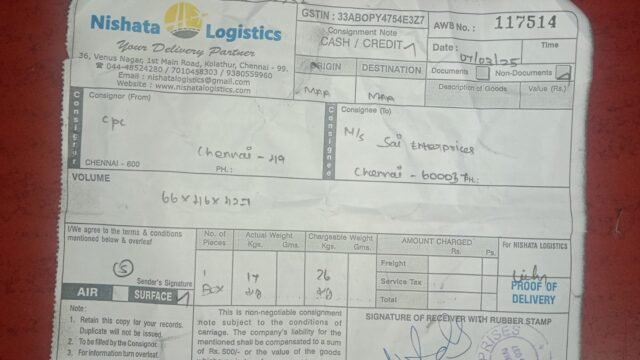 Nishata Logistics
Your Delivery Partner
36, Venus Nagar, 1st Main Road, Kolathur, Chennai - 99.
☎ 044-48524280 / 7010458303 / 9380559960
Email : nishatalogistics@gmail.com
Website : www.nishatalogistics.com
GSTIN : 33ABOPY4754E3Z7
Consignment Note
CASH / CREDIT
AWB No. : 117514
Date : 07/02/25
Time
ORIGIN
DESTINATION
Documents
Non-Documents
Description of Goods
Value (Rs.)
MAA
MAA
Consignor
Consignor (From)
CPC
Chennai - 49
CHENNAI - 600
PH. :
Consignee
Consignee (To)
M/s Sai Enterprises
Chennai - 600037
PH. :
VOLUME
I/We agree to the terms & conditions
mentioned below & overleaf
Sender's Signature
AIR
SURFACE
No. of Pieces
Actual Weight
Kgs. Gms.
Chargeable Weight
Kgs. Gms.
AMOUNT CHARGED
Rs. Ps.
For NISHATA LOGISTICS
1
Box
17
kg
26
kg
Freight
Service Tax
Total
PROOF OF
DELIVERY
Note :
1. Retain this copy for your records.
Duplicate will not be issued.
2. To be filled by the Consignor.
3. For information turn overleaf.
This is non-negotiable consignment
note subject to the conditions of
carriage. The company's liability for the
mentioned shall be compensated to a sum
of Rs. 500/- or the value of the goods
SIGNATURE OF RECEIVER WITH RUBBER STAMP